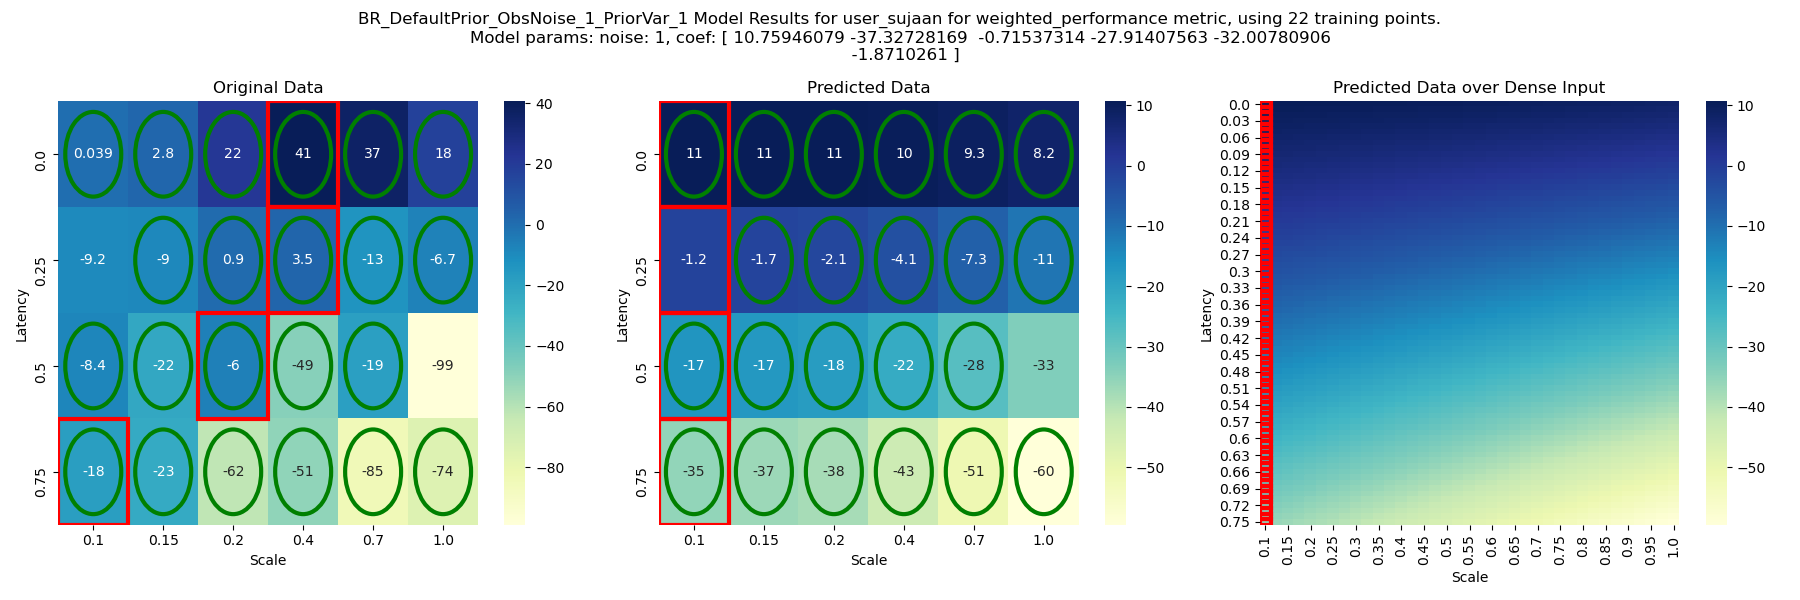 BR_DefaultPrior_ObsNoise_1_PriorVar_1 Model Results for user_sujaan for weighted_performance metric, using 22 training points.
Model params: noise: 1, coef: [ 10.75946079 -37.32728169  -0.71537314 -27.91407563 -32.00780906
-1.8710261 ]
Original Data
0.0
0.25
0.5
0.75
Latency
0.039 2.8 22 41 37 18
-9.2 -9 0.9 3.5 -13 -6.7
-8.4 -22 -6 -49 -19 -99
-18 -23 -62 -51 -85 -74
0.1 0.15 0.2 0.4 0.7 1.0
Scale
40
20
0
−20
−40
−60
−80
Predicted Data
0.0
0.25
0.5
0.75
Latency
11 11 11 10 9.3 8.2
-1.2 -1.7 -2.1 -4.1 -7.3 -11
-17 -17 -18 -22 -28 -33
-35 -37 -38 -43 -51 -60
0.1 0.15 0.2 0.4 0.7 1.0
Scale
10
0
−10
−20
−30
−40
−50
Predicted Data over Dense Input
0.0
0.03
0.06
0.09
0.12
0.15
0.18
0.21
0.24
0.27
0.3
0.33
0.36
0.39
0.42
0.45
0.48
0.51
0.54
0.57
0.6
0.63
0.66
0.69
0.72
0.75
Latency
0.1 0.15 0.2 0.25 0.3 0.35 0.4 0.45 0.5 0.55 0.6 0.65 0.7 0.75 0.8 0.85 0.9 0.95 1.0
Scale
10
0
−10
−20
−30
−40
−50